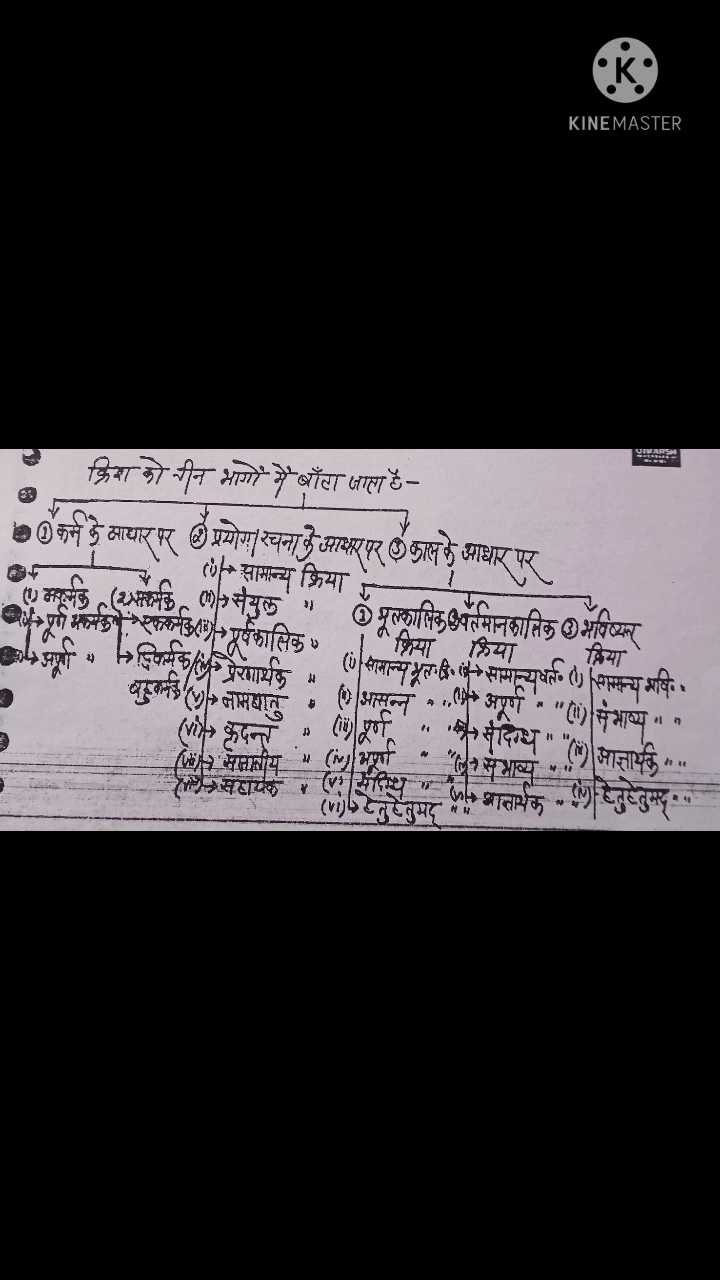 KINEMASTER
UTKARSH
क्रिया को तीन भागों में बाँटा जाता है -
① कर्म के आधार पर
(1) अकर्मक
(i)→ पूर्ण अकर्मक
→ अपूर्ण "
(2) सकर्मक
→ एककर्मक
→ द्विकर्मक/
बहुकर्मक
② प्रयोग/रचना के आधार पर
(i)→ सामान्य क्रिया
(ii)→ संयुक्त "
(iii)→ पूर्वकालिक "
(iv)→ प्रेरणार्थक "
(v)→ नामधातु "
(vi)→ कृदन्त "
(vii)→ सजातीय "
(viii)→ सहायक "
③ काल के आधार पर
① भूतकालिक
क्रिया
(i) सामान्य भूत. क्रि.
(ii) आसन्न " "
(iii) पूर्ण " "
(iv) अपूर्ण " "
(v) संदिग्ध " "
(vi)→ हेतुहेतुमद् " "
② वर्तमानकालिक
क्रिया
(i)→ सामान्य वर्त.
(ii)→ अपूर्ण " "
(iii)→ संदिग्ध " "
(iv)→ संभाव्य " "
(v)→ आज्ञार्थक " "
③ भविष्यत्
क्रिया
(i) सामान्य भवि. "
(ii) संभाव्य " "
(iii) आज्ञार्थक " "
(iv) हेतुहेतुमद् " "